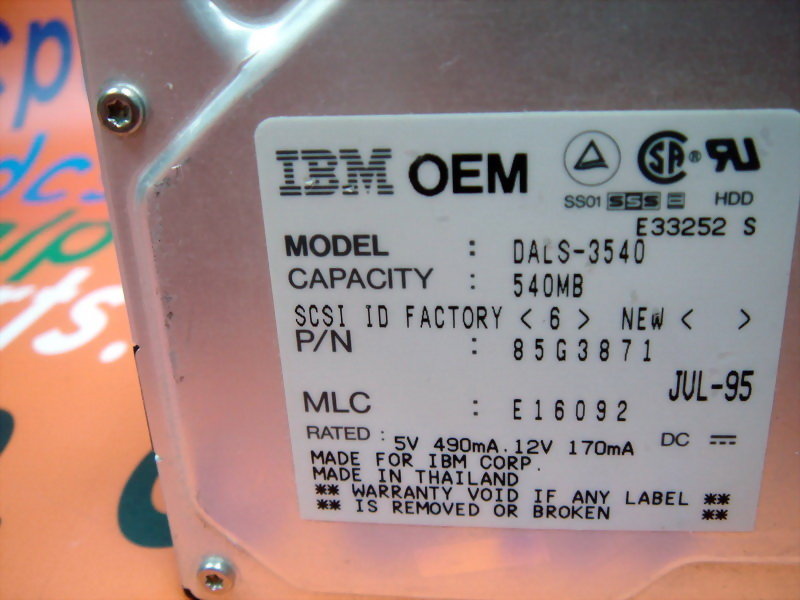 IBM OEM
SS01 SSS E HDD
E33252 S
MODEL : DALS-3540
CAPACITY : 540MB
SCSI ID FACTORY < 6 > NEW < >
P/N : 85G3871
JUL-95
MLC : E16092
RATED : 5V 490mA. 12V 170mA DC
MADE FOR IBM CORP.
MADE IN THAILAND
** WARRANTY VOID IF ANY LABEL **
** IS REMOVED OR BROKEN **